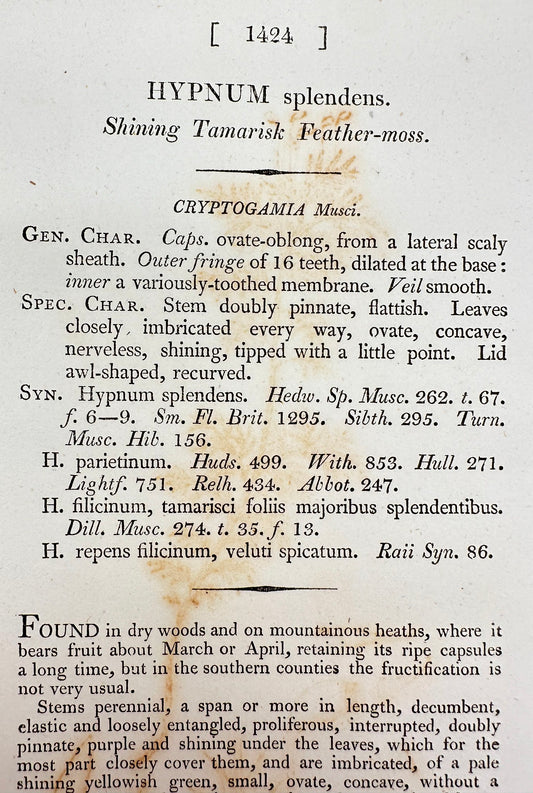 [ 1424 ]
HYPNUM splendens.
Shining Tamarisk Feather-moss.
CRYPTOGAMIA Musci.
GEN. CHAR. Caps. ovate-oblong, from a lateral scaly
sheath. Outer fringe of 16 teeth, dilated at the base :
inner a variously-toothed membrane. Veil smooth.
SPEC. CHAR. Stem doubly pinnate, flattish. Leaves
closely imbricated every way, ovate, concave,
nerveless, shining, tipped with a little point. Lid
awl-shaped, recurved.
SYN. Hypnum splendens. Hedw. Sp. Musc. 262. t. 67.
f. 6—9. Sm. Fl. Brit. 1295. Sibth. 295. Turn.
Musc. Hib. 156.
H. parietinum. Huds. 499. With. 853. Hull. 271.
Lightf. 751. Relh. 434. Abbot. 247.
H. filicinum, tamarisci foliis majoribus splendentibus.
Dill. Musc. 274. t. 35. f. 13.
H. repens filicinum, veluti spicatum. Raii Syn. 86.
FOUND in dry woods and on mountainous heaths, where it
bears fruit about March or April, retaining its ripe capsules
a long time, but in the southern counties the fructification is
not very usual.
Stems perennial, a span or more in length, decumbent,
elastic and loosely entangled, proliferous, interrupted, doubly
pinnate, purple and shining under the leaves, which for the
most part closely cover them, and are imbricated, of a pale
shining yellowish green, small, ovate, concave, without a